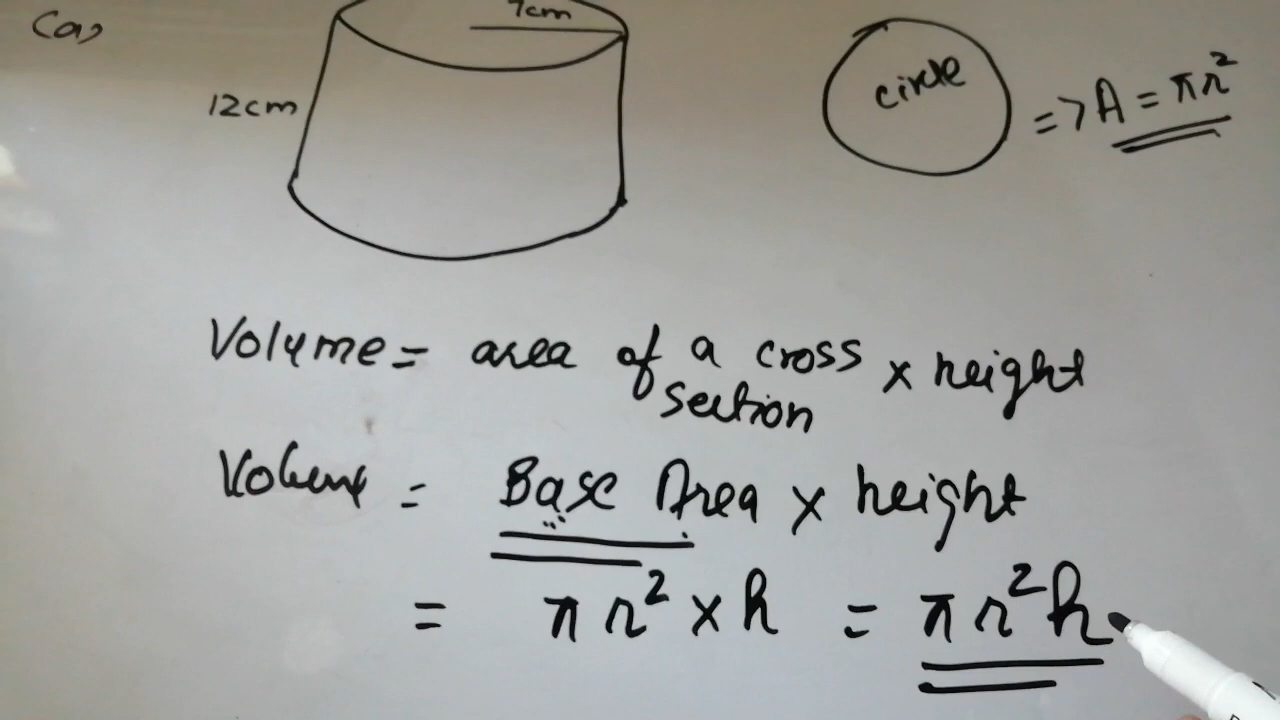 (a)
7cm
12cm
circle
=> A = πr²
Volume = area of a cross section × height
Volume = Base Area × height
= πr² × h = πr²h